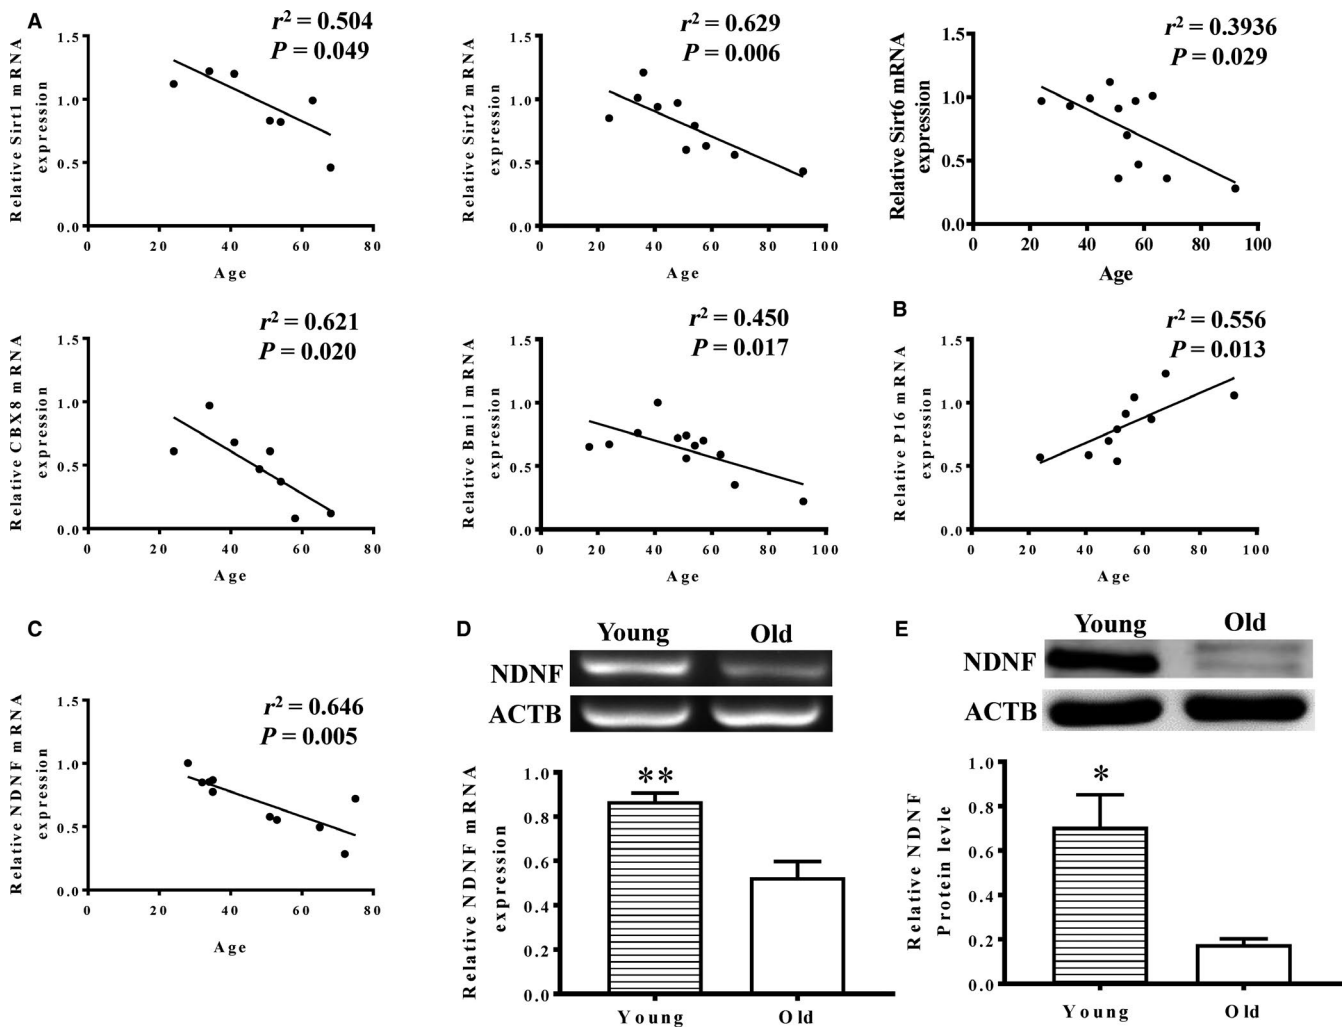 A
r² = 0.504
P = 0.049
Relative Sirt1 mRNA
expression
1.5
1.0
0.5
0.0
0 20 40 60 80
Age
r² = 0.629
P = 0.006
Relative Sirt2 mRNA
expression
1.5
1.0
0.5
0.0
0 20 40 60 80 100
Age
r² = 0.3936
P = 0.029
Relative Sirt6 mRNA
expression
1.5
1.0
0.5
0.0
0 20 40 60 80 100
Age
r² = 0.621
P = 0.020
Relative CBX8 mRNA
expression
1.5
1.0
0.5
0.0
0 20 40 60 80
Age
r² = 0.450
P = 0.017
Relative Bmi1 mRNA
expression
1.5
1.0
0.5
0.0
0 20 40 60 80 100
Age
B
r² = 0.556
P = 0.013
Relative P16 mRNA
expression
1.5
1.0
0.5
0.0
0 20 40 60 80 100
Age
C
r² = 0.646
P = 0.005
Relative NDNF mRNA
expression
1.5
1.0
0.5
0.0
0 20 40 60 80
Age
D
Young Old
NDNF
ACTB
Relative NDNF mRNA
expression
1.0
0.8
0.6
0.4
0.2
0.0
**
Young Old
E
Young Old
NDNF
ACTB
Relative NDNF
Protein levle
1.0
0.8
0.6
0.4
0.2
0.0
*
Young Old